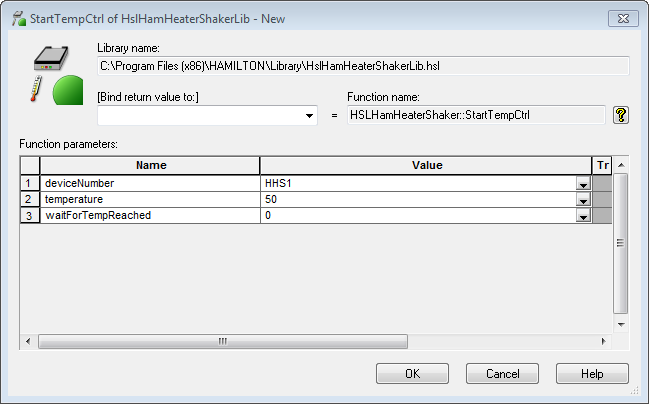 StartTempCtrl of HslHamHeaterShakerLib - New
Library name:
C:\Program Files (x86)\HAMILTON\Library\HslHamHeaterShakerLib.hsl
[Bind return value to:] Function name:
= HSLHamHeaterShaker::StartTempCtrl ?
Function parameters:
Name Value Tr
1 deviceNumber HHS1
2 temperature 50
3 waitForTempReached 0
OK Cancel Help